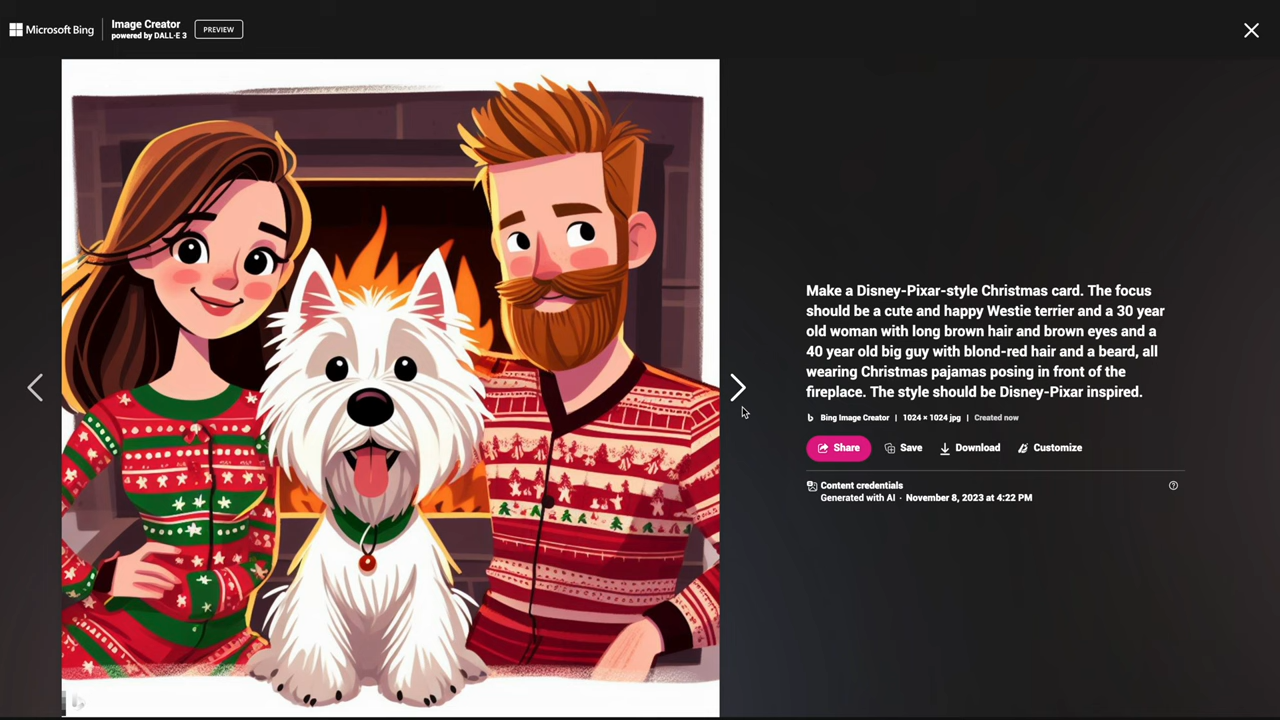 Microsoft Bing
Image Creator
powered by DALL·E 3
PREVIEW
Make a Disney-Pixar-style Christmas card. The focus
should be a cute and happy Westie terrier and a 30 year
old woman with long brown hair and brown eyes and a
40 year old big guy with blond-red hair and a beard, all
wearing Christmas pajamas posing in front of the
fireplace. The style should be Disney-Pixar inspired.
Bing Image Creator | 1024 × 1024 jpg | Created now
Share Save Download Customize
Content credentials
Generated with AI · November 8, 2023 at 4:22 PM